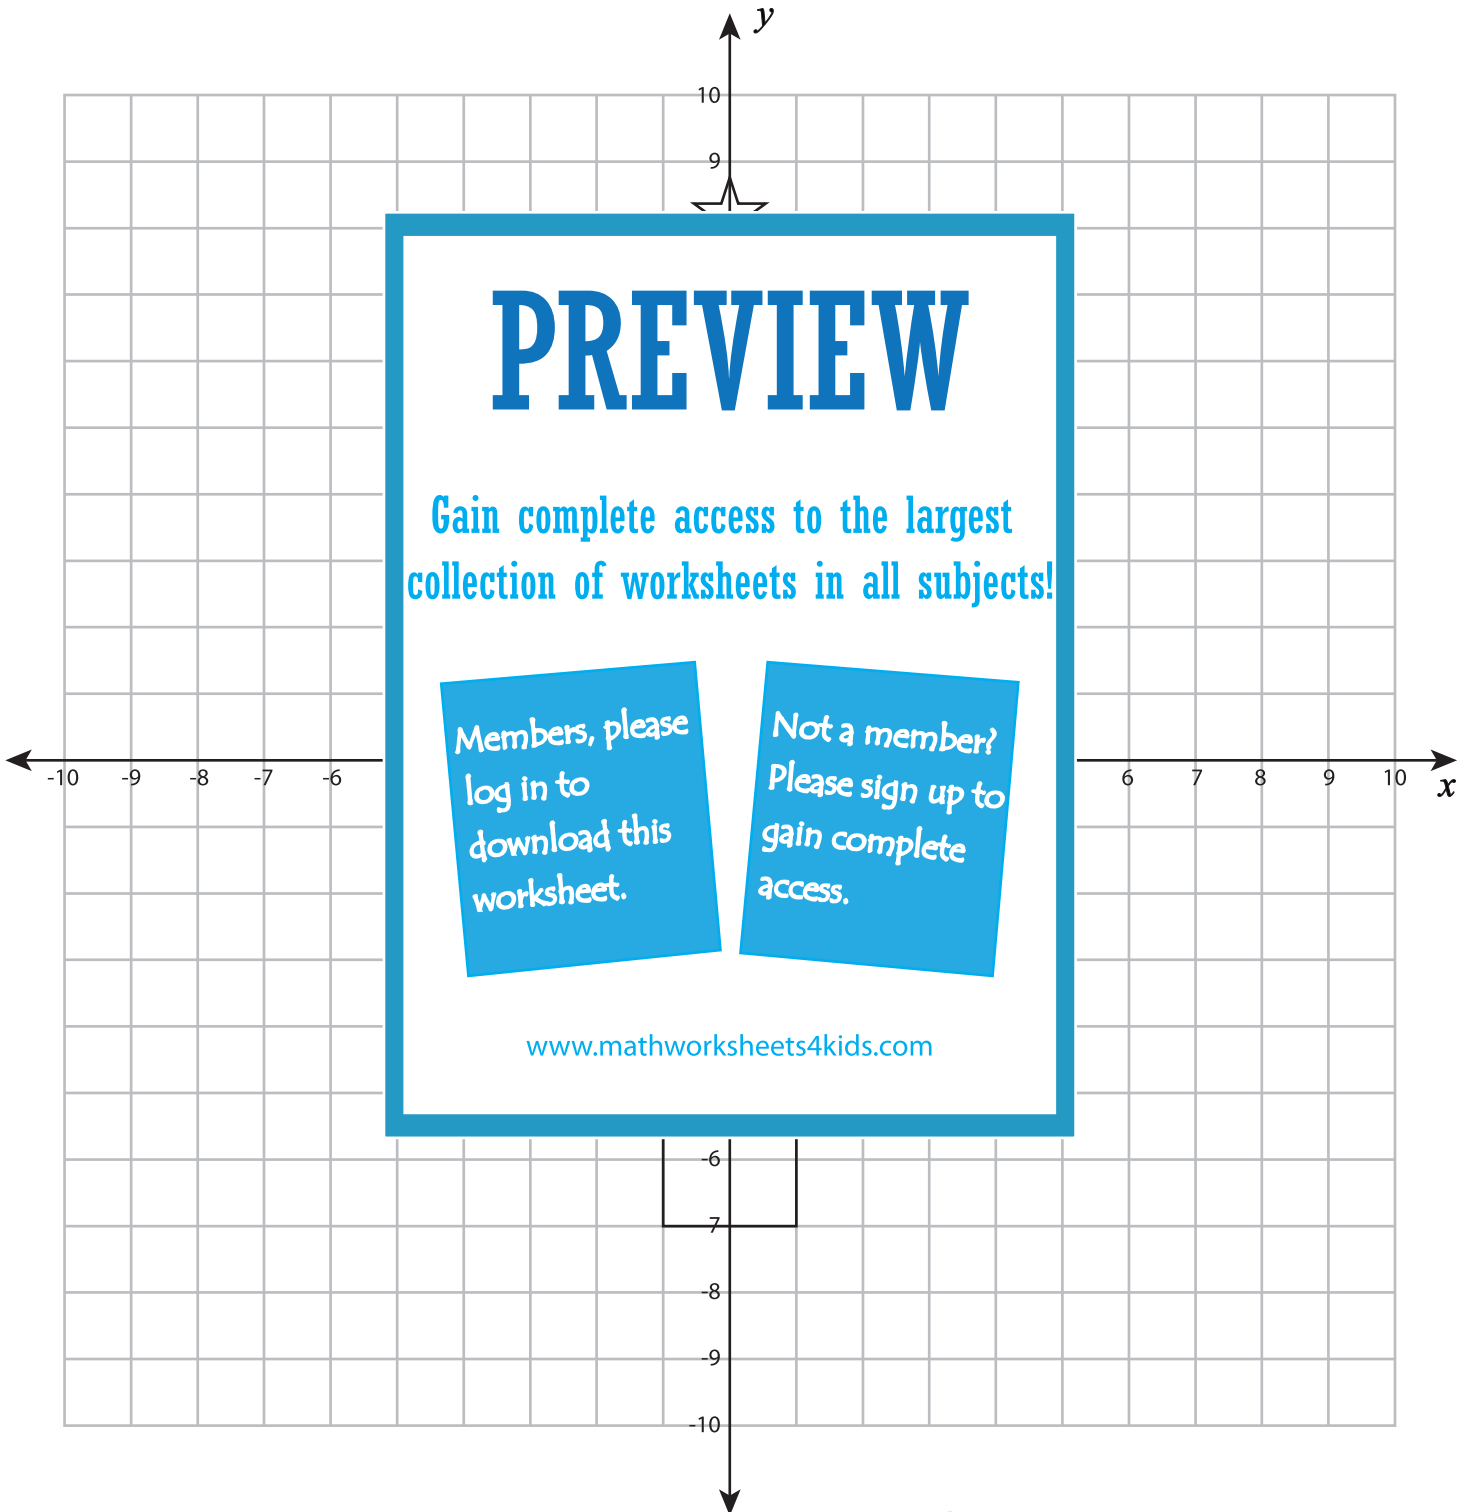 y
10
9
PREVIEW
Gain complete access to the largest
collection of worksheets in all subjects!
Members, please
log in to
download this
worksheet.
Not a member?
Please sign up to
gain complete
access.
-10 -9 -8 -7 -6 6 7 8 9 10
x
www.mathworksheets4kids.com
-6
-7
-8
-9
-10